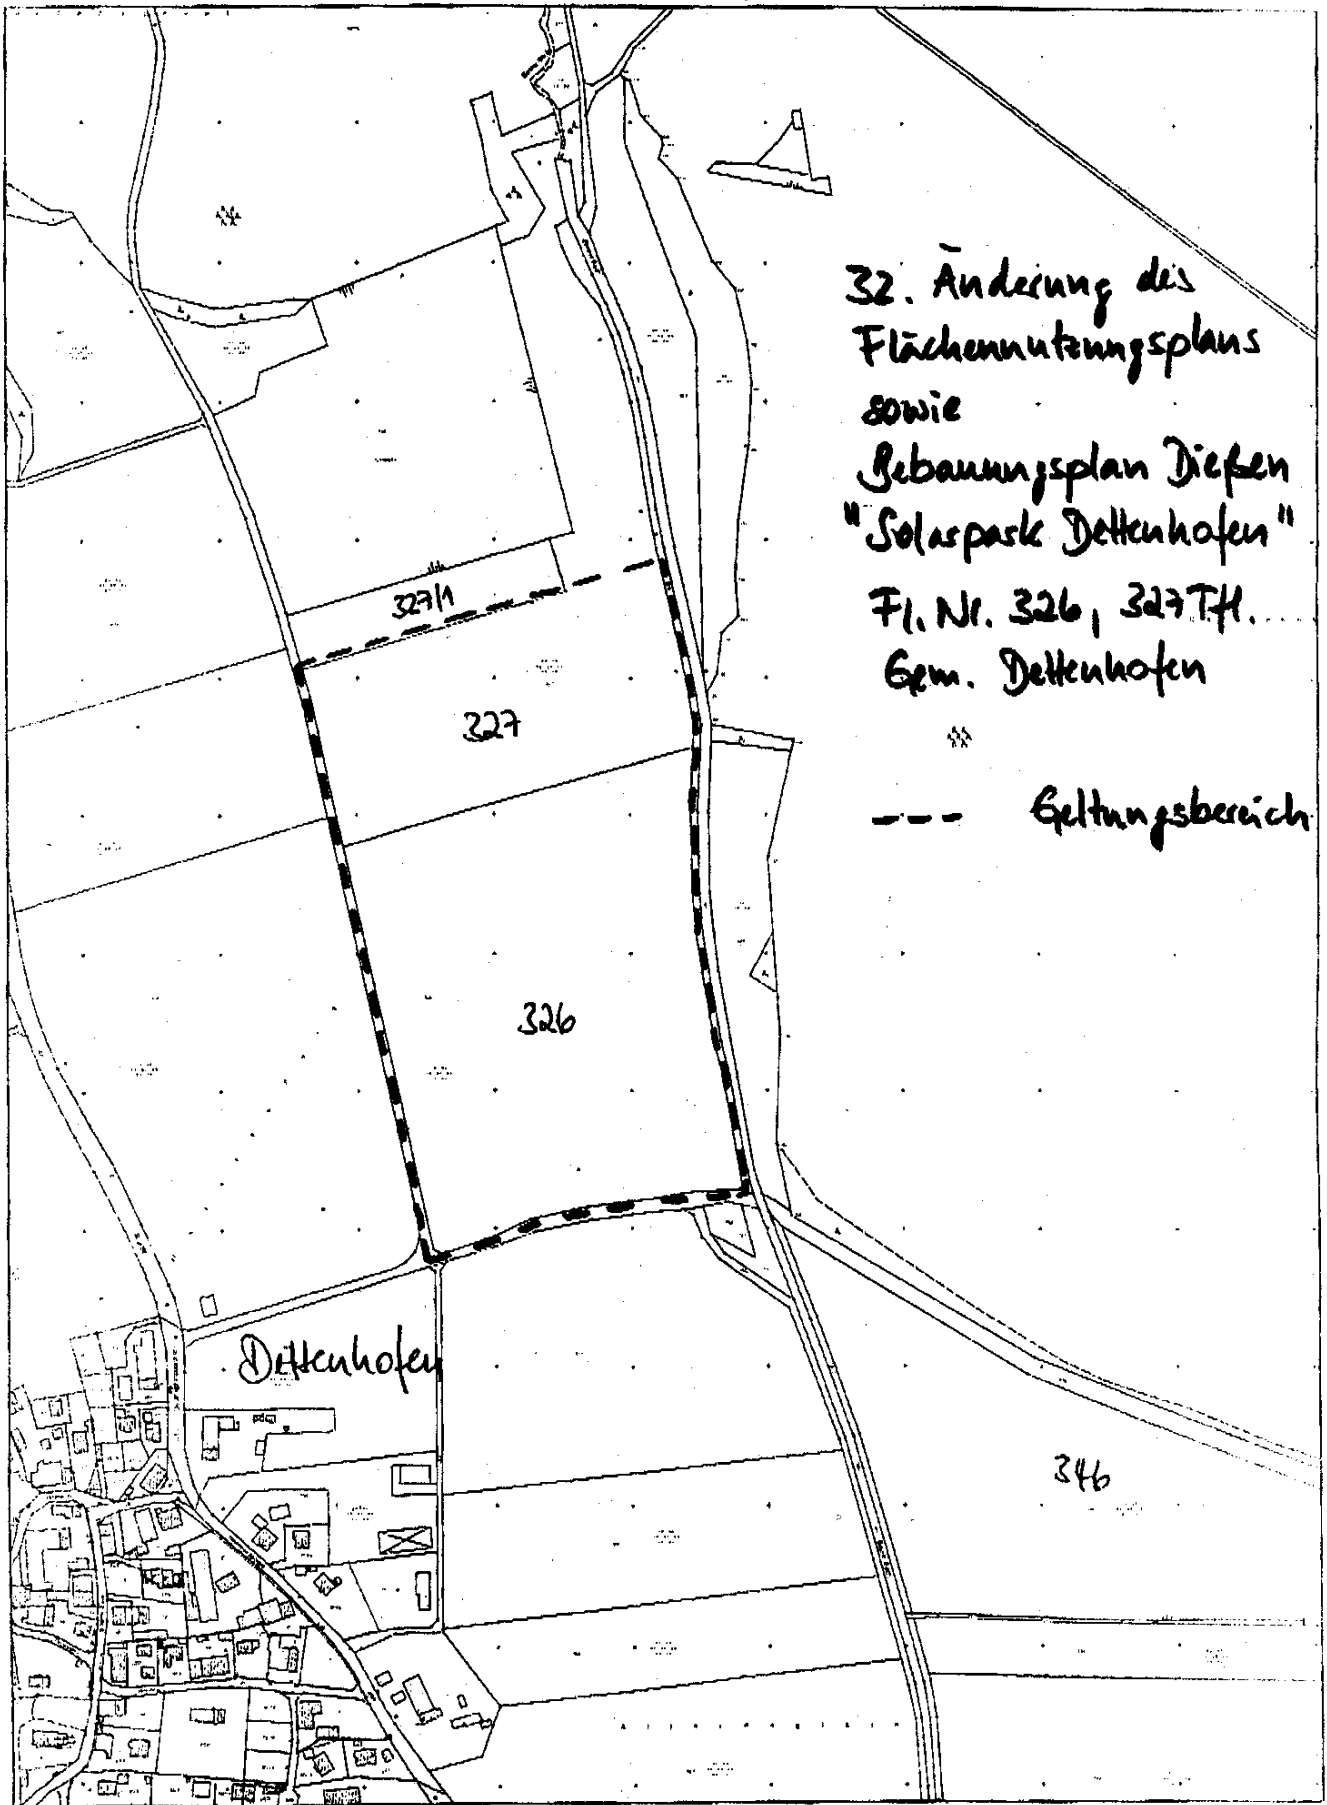 32. Änderung des
Flächennutzungsplans
sowie
Bebauungsplan Dießen
"Solarpark Dettenhofen"
Fl. Nr. 326, 327 Tfl.
Gem. Dettenhofen
Geltungsbereich
327/1
327
326
Dettenhofen
346